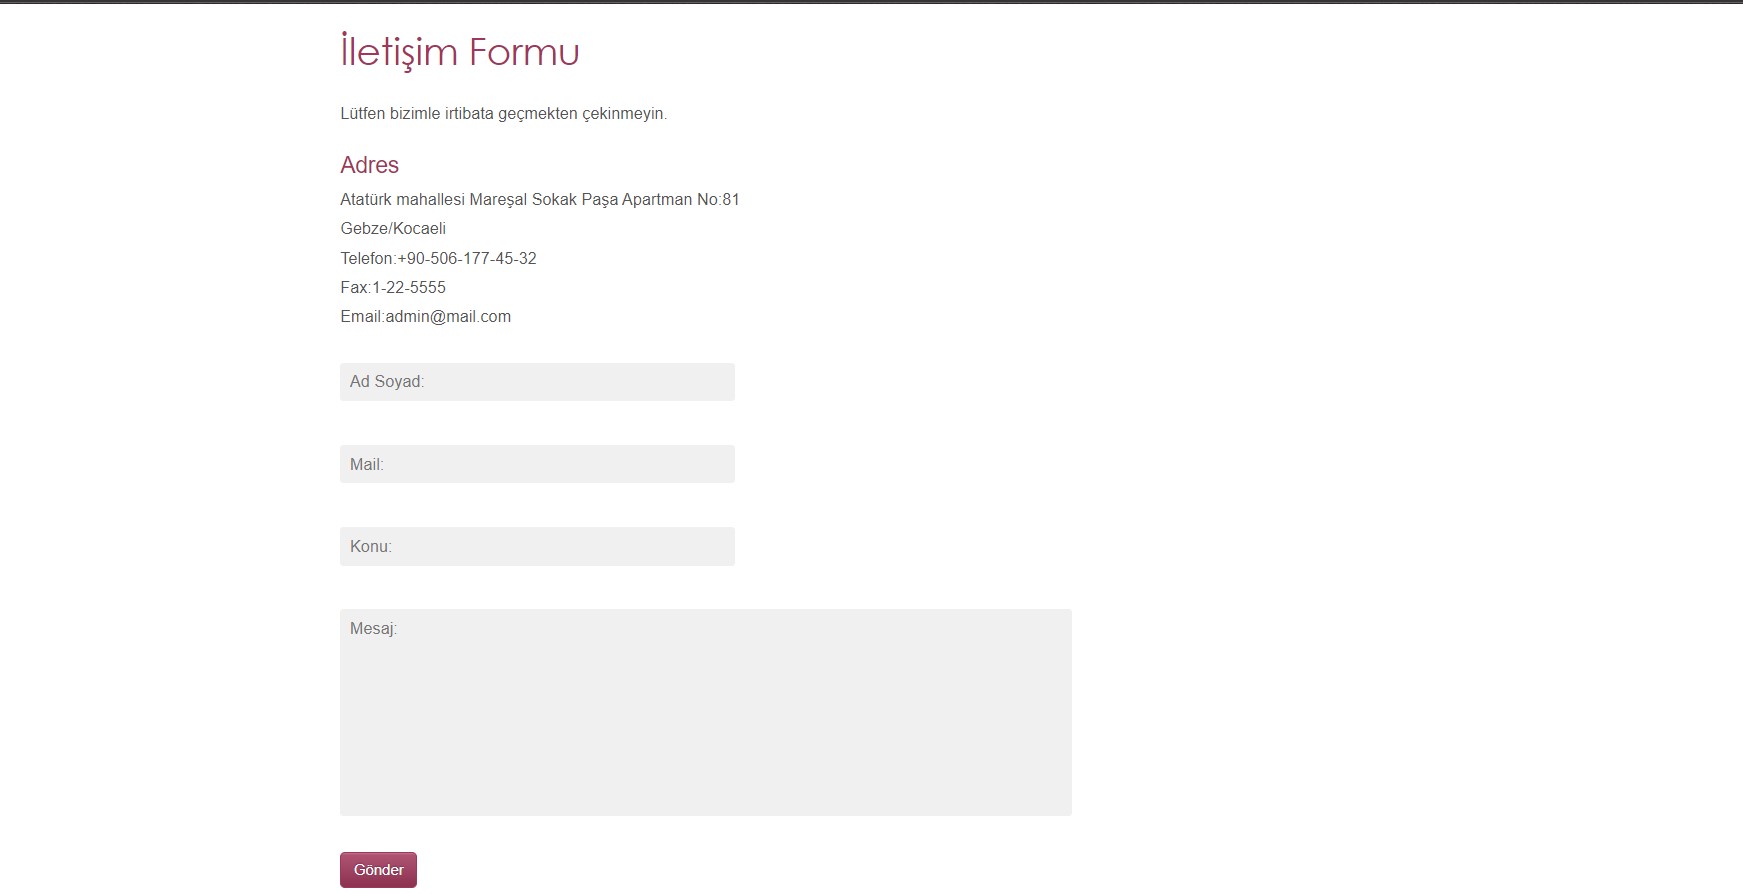 İletişim Formu
Lütfen bizimle irtibata geçmekten çekinmeyin.
Adres
Atatürk mahallesi Mareşal Sokak Paşa Apartman No:81
Gebze/Kocaeli
Telefon:+90-506-177-45-32
Fax:1-22-5555
Email:admin@mail.com
Ad Soyad:
Mail:
Konu:
Mesaj:
Gönder